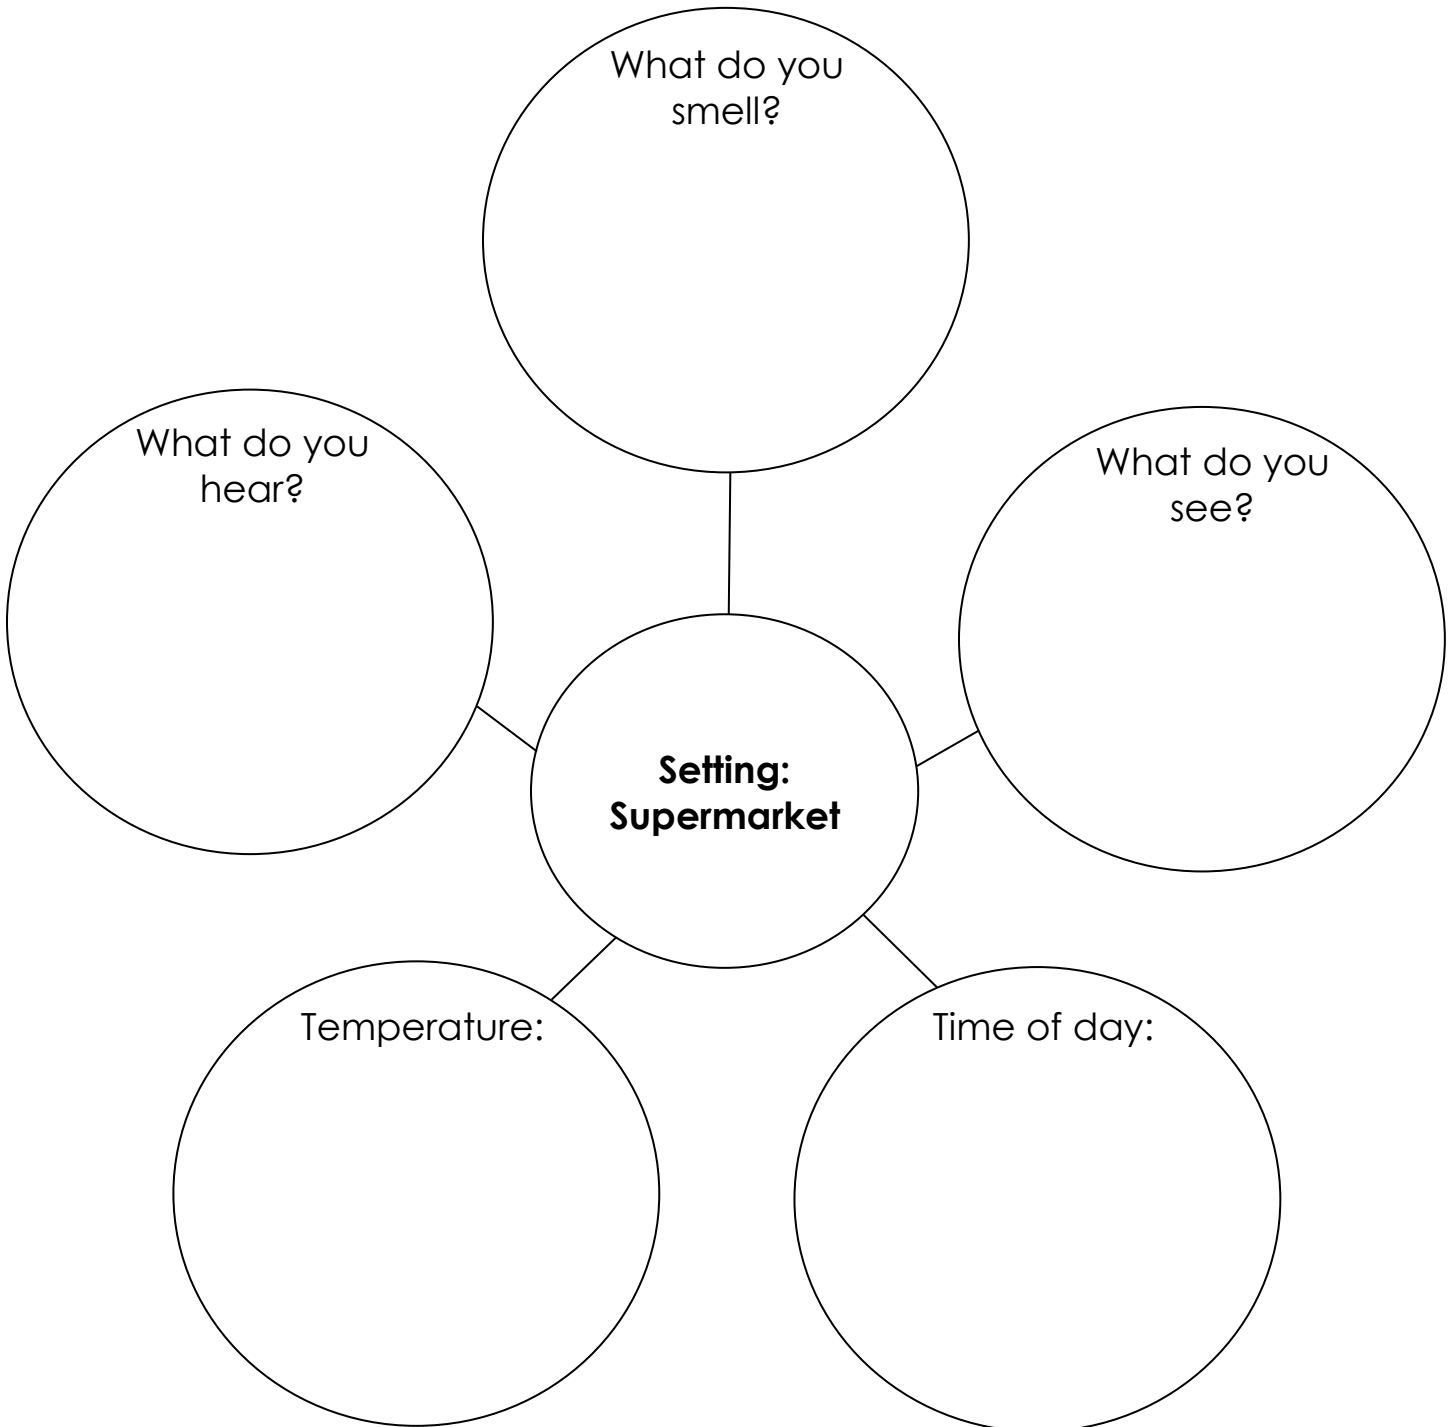 What do you
smell?
What do you
hear?
What do you
see?
Setting:
Supermarket
Temperature:
Time of day: